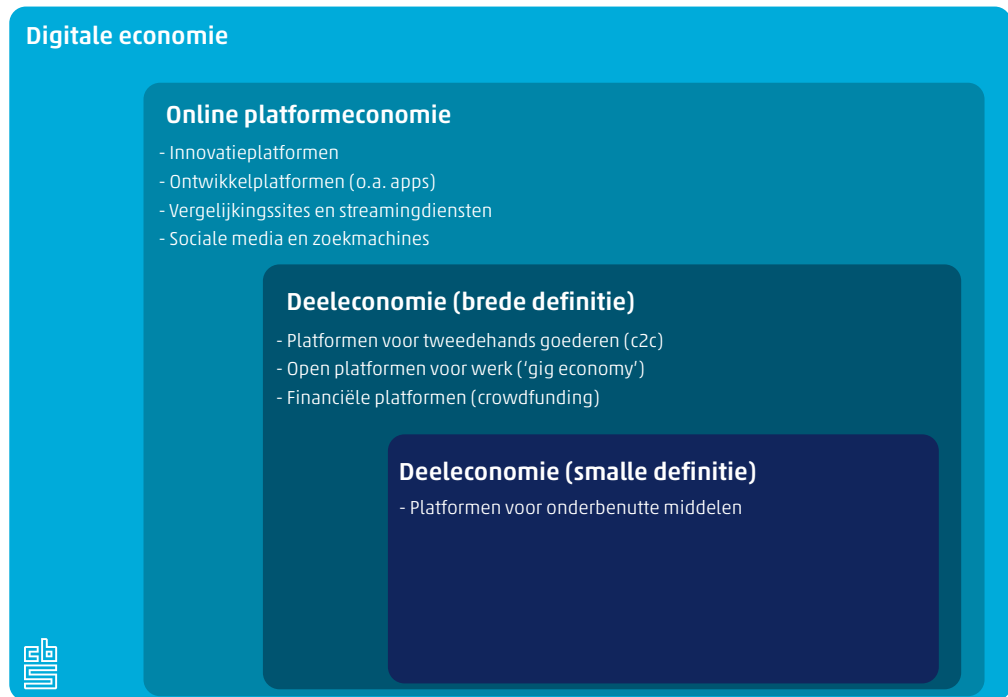 Digitale economie
Online platformeconomie
- Innovatieplatformen
- Ontwikkelplatformen (o.a. apps)
- Vergelijkingssites en streamingdiensten
- Sociale media en zoekmachines
Deeleconomie (brede definitie)
- Platformen voor tweedehands goederen (c2c)
- Open platformen voor werk (‘gig economy’)
- Financiële platformen (crowdfunding)
Deeleconomie (smalle definitie)
- Platformen voor onderbenutte middelen
cbs